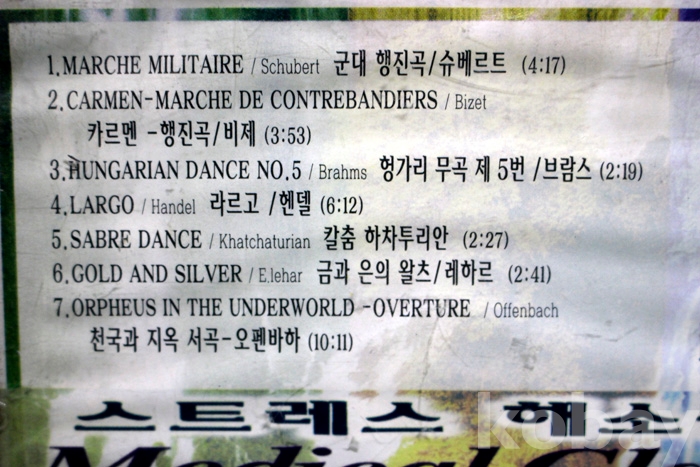 1.MARCHE MILITAIRE / Schubert 군대 행진곡/슈베르트 (4:17)
2.CARMEN-MARCHE DE CONTREBANDIERS / Bizet
카르멘 -행진곡/비제 (3:53)
3.HUNGARIAN DANCE NO.5 / Brahms 헝가리 무곡 제 5번 /브람스 (2:19)
4.LARGO / Handel 라르고 /헨델 (6:12)
5.SABRE DANCE / Khatchaturian 칼춤 하차투리안 (2:27)
6.GOLD AND SILVER / E.lehar 금과 은의 왈츠/레하르 (2:41)
7.ORPHEUS IN THE UNDERWORLD -OVERTURE / Offenbach
천국과 지옥 서곡-오펜바하 (10:11)
스트레스 해소
Medical